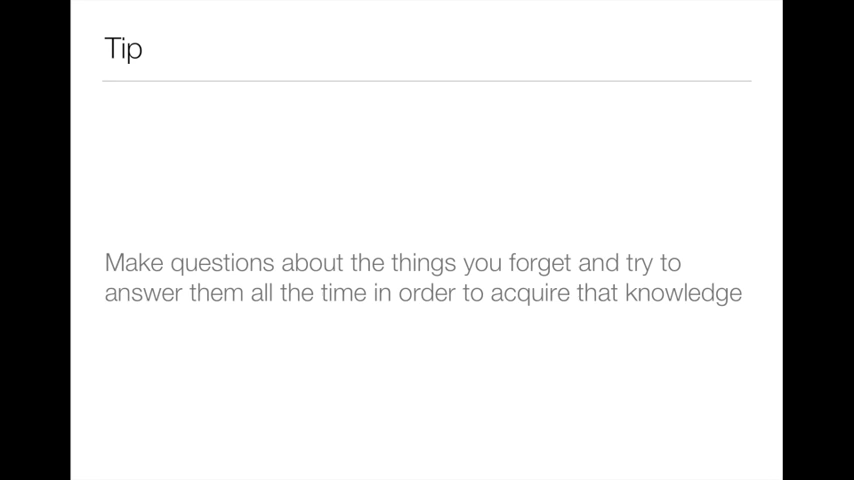 Tip
Make questions about the things you forget and try to
answer them all the time in order to acquire that knowledge